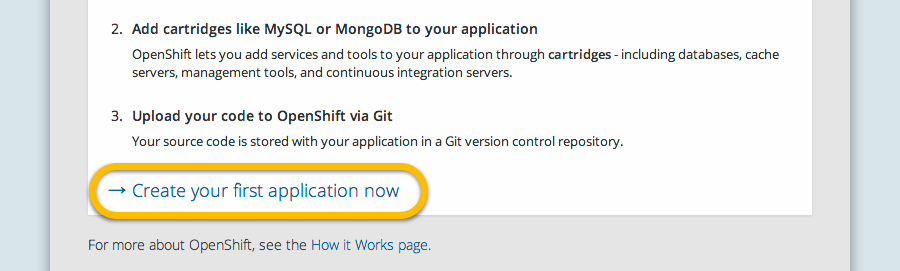 2. Add cartridges like MySQL or MongoDB to your application
OpenShift lets you add services and tools to your application through cartridges - including databases, cache
servers, management tools, and continuous integration servers.
3. Upload your code to OpenShift via Git
Your source code is stored with your application in a Git version control repository.
→ Create your first application now
For more about OpenShift, see the How it Works page.